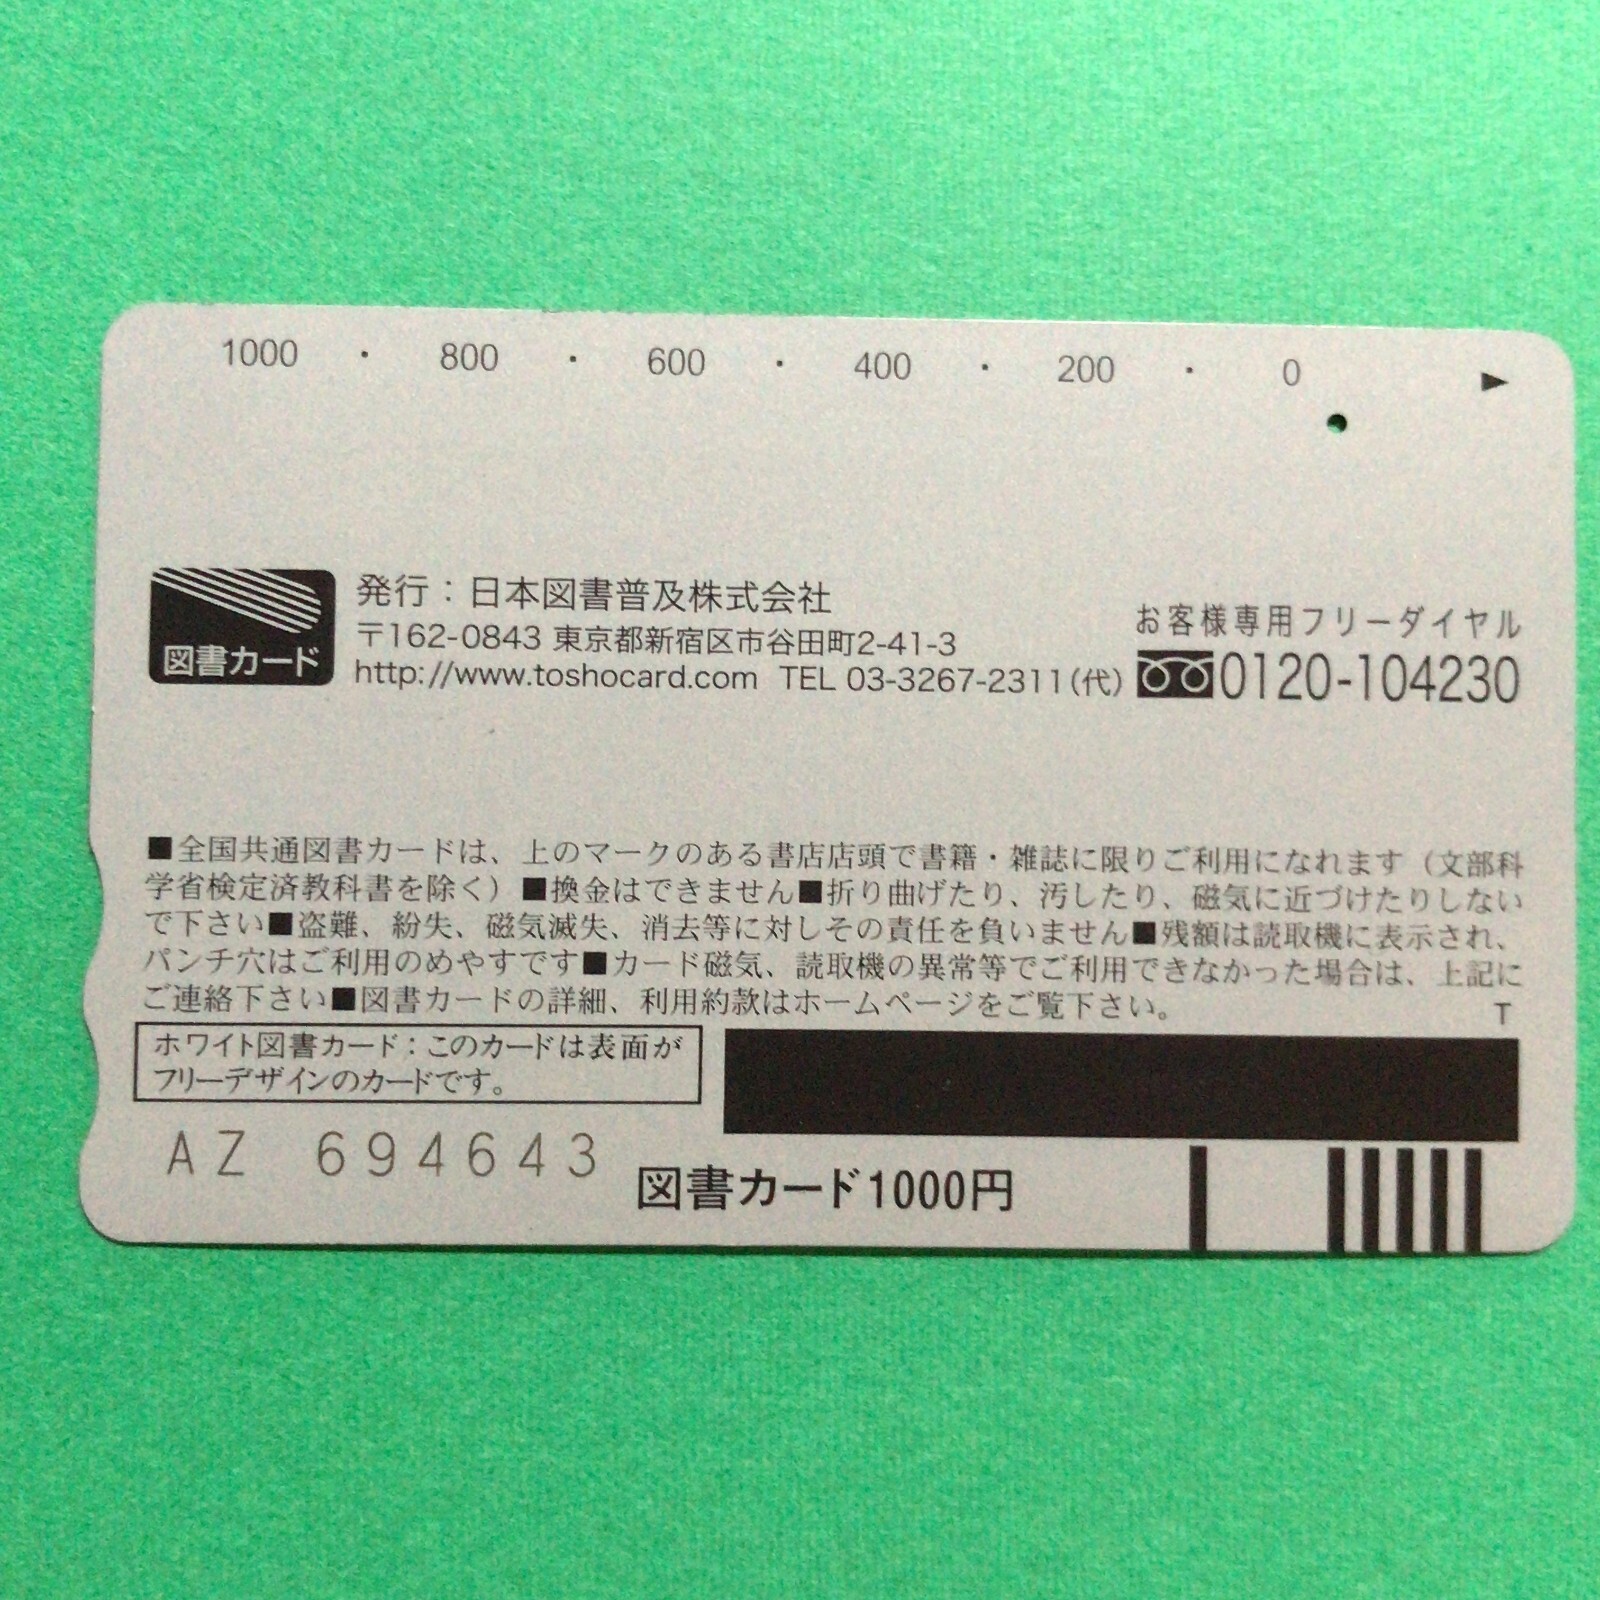 1000 ・ 800 ・ 600 ・ 400 ・ 200 ・ 0 ▶
図書カード
発行：日本図書普及株式会社
〒162-0843 東京都新宿区市谷田町2-41-3
http://www.toshocard.com TEL 03-3267-2311(代)
お客様専用フリーダイヤル
0120-104230
■全国共通図書カードは、上のマークのある書店店頭で書籍・雑誌に限りご利用になれます（文部科
学省検定済教科書を除く）■換金はできません■折り曲げたり、汚したり、磁気に近づけたりしない
で下さい■盗難、紛失、磁気滅失、消去等に対しその責任を負いません■残額は読取機に表示され、
パンチ穴はご利用のめやすです■カード磁気、読取機の異常等でご利用できなかった場合は、上記に
ご連絡下さい■図書カードの詳細、利用約款はホームページをご覧下さい。
T
ホワイト図書カード：このカードは表面が
フリーデザインのカードです。
AZ 694643
図書カード1000円